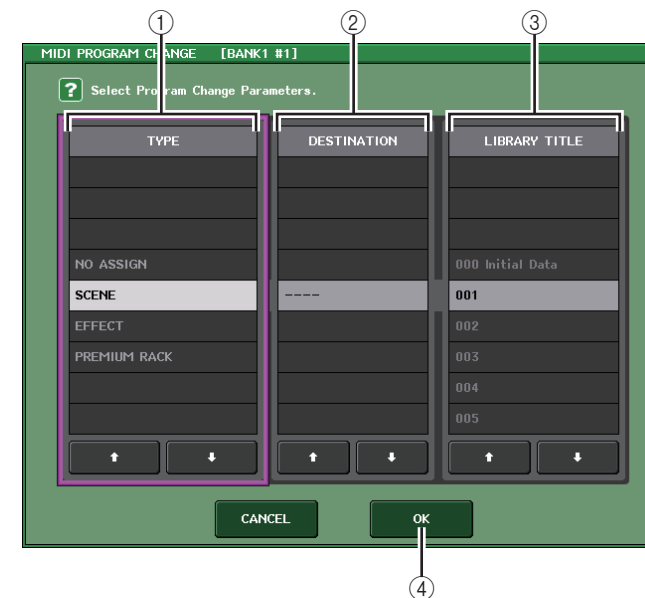 ① ② ③
MIDI PROGRAM CHANGE [BANK1 #1]
? Select Program Change Parameters.
TYPE DESTINATION LIBRARY TITLE
NO ASSIGN 000 Initial Data
SCENE ---- 001
EFFECT 002
PREMIUM RACK 003
004
005
CANCEL OK
④